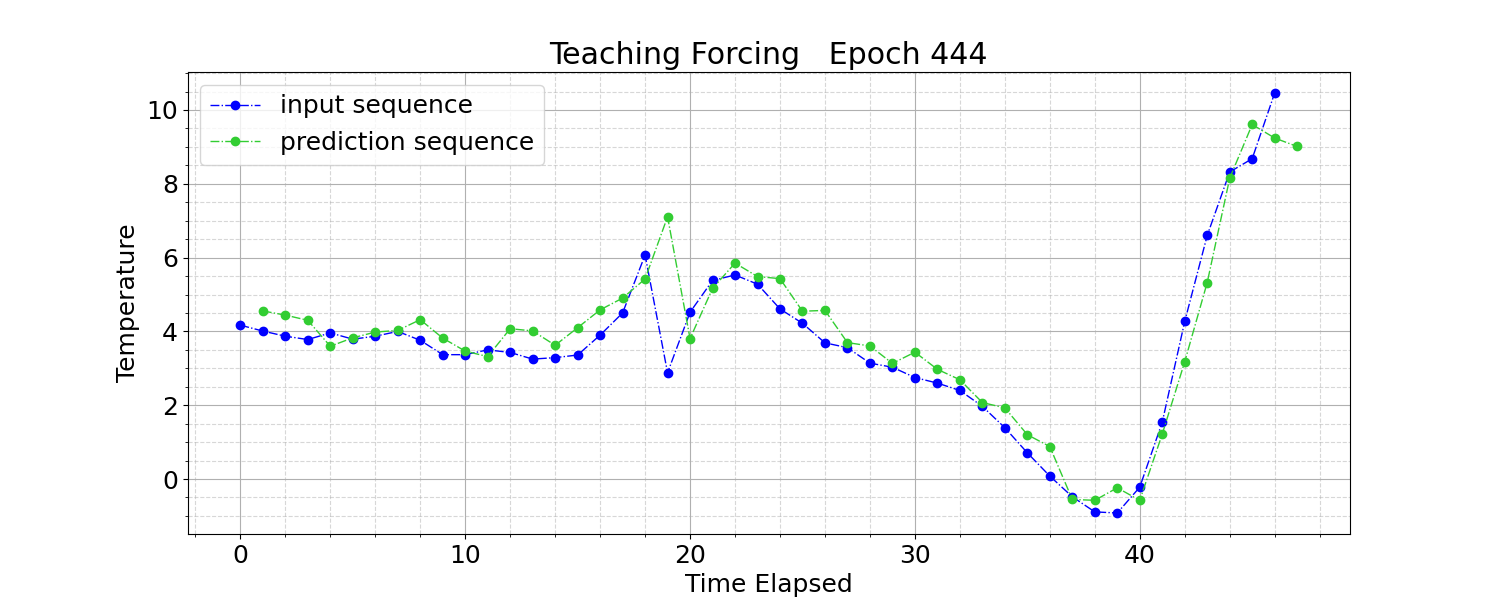 Teaching Forcing   Epoch 444
input sequence
prediction sequence
10
8
6
4
2
0
Temperature
0 10 20 30 40
Time Elapsed